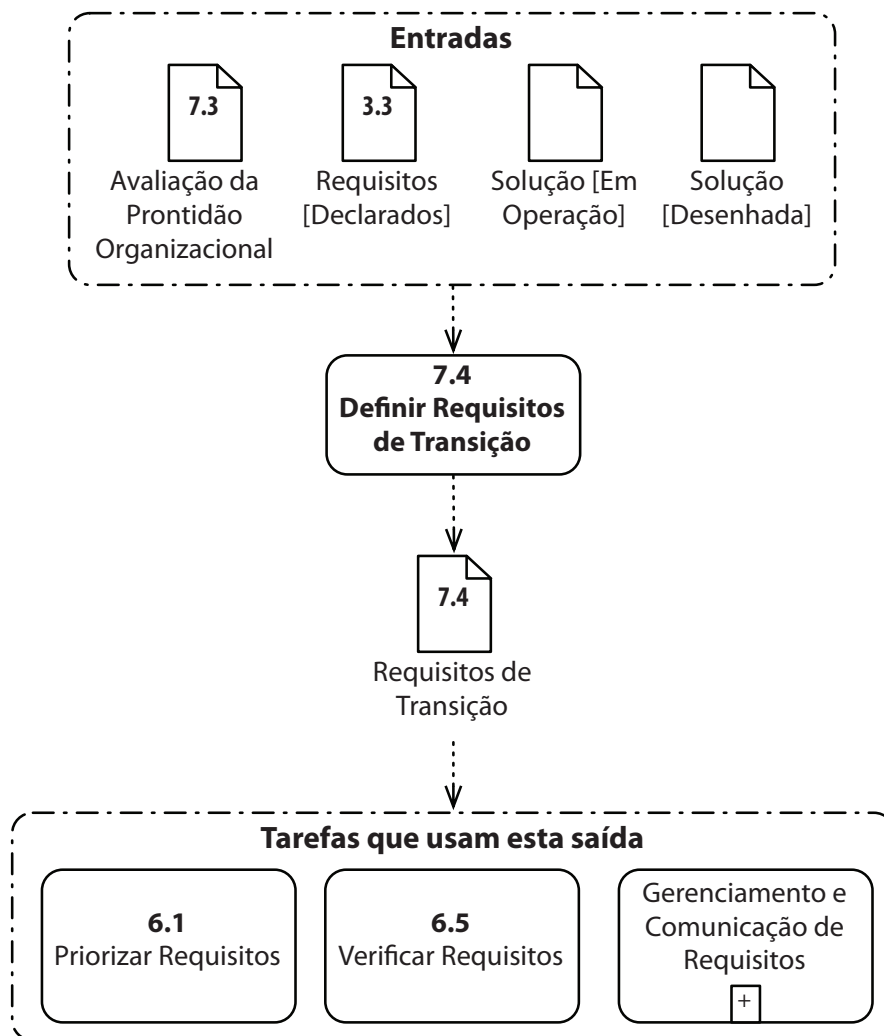 Entradas
7.3
3.3
Avaliação da
Prontidão
Organizacional
Requisitos
[Declarados]
Solução [Em
Operação]
Solução
[Desenhada]
7.4
Definir Requisitos
de Transição
7.4
Requisitos de
Transição
Tarefas que usam esta saída
6.1
Priorizar Requisitos
6.5
Verificar Requisitos
Gerenciamento e
Comunicação de
Requisitos
+